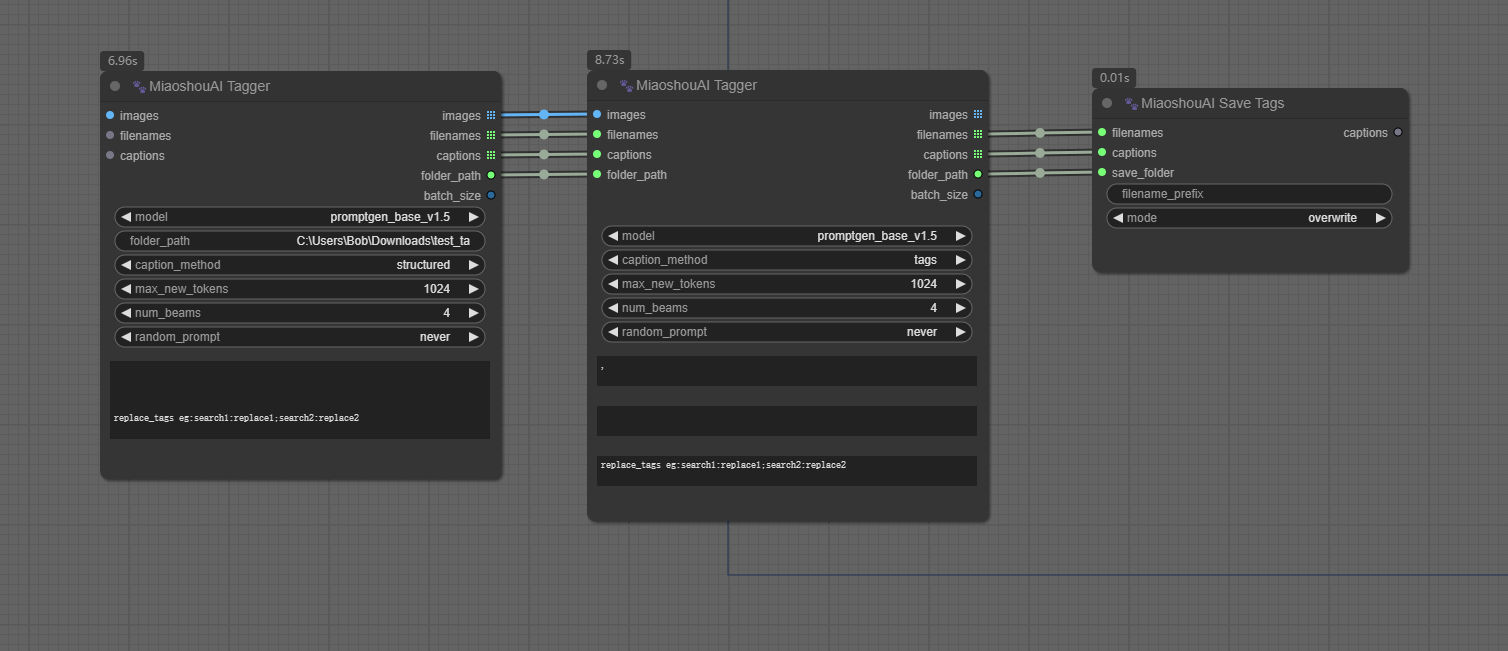 6.96s
MiaoshouAI Tagger
images images
filenames filenames
captions captions
folder_path
batch_size
model promptgen_base_v1.5
folder_path C:\Users\Bob\Downloads\test_ta
caption_method structured
max_new_tokens 1024
num_beams 4
random_prompt never
replace_tags eg:search1:replace1;search2:replace2
8.73s
MiaoshouAI Tagger
images images
filenames filenames
captions captions
folder_path folder_path
batch_size
model promptgen_base_v1.5
caption_method tags
max_new_tokens 1024
num_beams 4
random_prompt never
,
replace_tags eg:search1:replace1;search2:replace2
0.01s
MiaoshouAI Save Tags
filenames captions
captions
save_folder
filename_prefix
mode overwrite